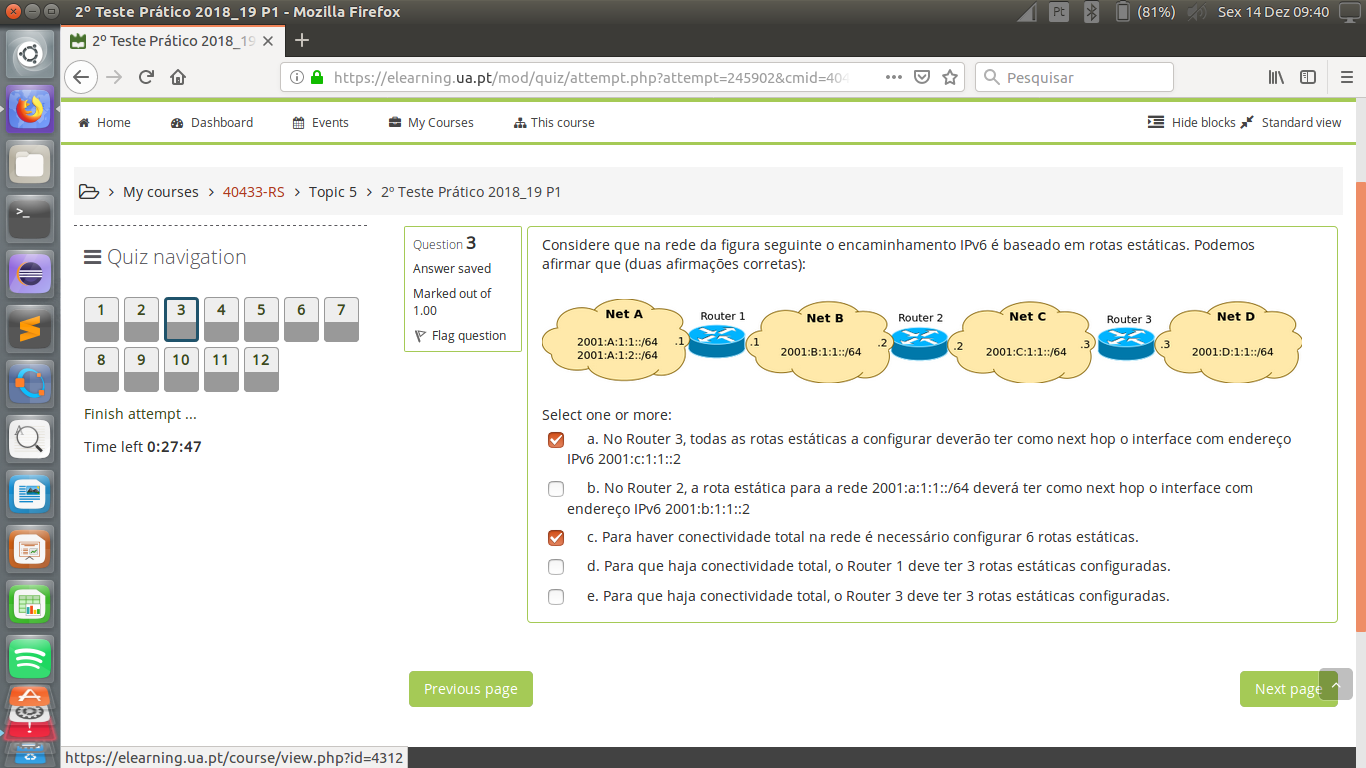 2º Teste Prático 2018_19 P1 - Mozilla Firefox
Pt
(81%)
Sex 14 Dez 09:40
2º Teste Prático 2018_19
https://elearning.ua.pt/mod/quiz/attempt.php?attempt=245902&cmid=404
Pesquisar
Home
Dashboard
Events
My Courses
This course
Hide blocks
Standard view
My courses
40433-RS
Topic 5
2º Teste Prático 2018_19 P1
Quiz navigation
1 2 3 4 5 6 7
8 9 10 11 12
Finish attempt ...
Time left 0:27:47
Question 3
Answer saved
Marked out of
1.00
Flag question
Considere que na rede da figura seguinte o encaminhamento IPv6 é baseado em rotas estáticas. Podemos
afirmar que (duas afirmações corretas):
Net A
2001:A:1:1::/64
2001:A:1:2::/64
.1
Router 1
.1
Net B
2001:B:1:1::/64
.2
Router 2
.2
Net C
2001:C:1:1::/64
.3
Router 3
.3
Net D
2001:D:1:1::/64
Select one or more:
a. No Router 3, todas as rotas estáticas a configurar deverão ter como next hop o interface com endereço
IPv6 2001:c:1:1::2
b. No Router 2, a rota estática para a rede 2001:a:1:1::/64 deverá ter como next hop o interface com
endereço IPv6 2001:b:1:1::2
c. Para haver conectividade total na rede é necessário configurar 6 rotas estáticas.
d. Para que haja conectividade total, o Router 1 deve ter 3 rotas estáticas configuradas.
e. Para que haja conectividade total, o Router 3 deve ter 3 rotas estáticas configuradas.
Previous page
Next page
https://elearning.ua.pt/course/view.php?id=4312